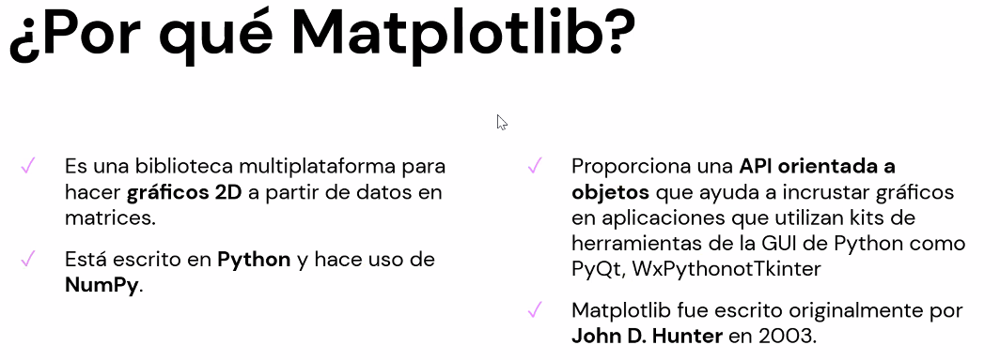 ¿Por qué Matplotlib?
✓ Es una biblioteca multiplataforma para
hacer gráficos 2D a partir de datos en
matrices.
✓ Está escrito en Python y hace uso de
NumPy.
✓ Proporciona una API orientada a
objetos que ayuda a incrustar gráficos
en aplicaciones que utilizan kits de
herramientas de la GUI de Python como
PyQt, WxPythonotTkinter
✓ Matplotlib fue escrito originalmente por
John D. Hunter en 2003.